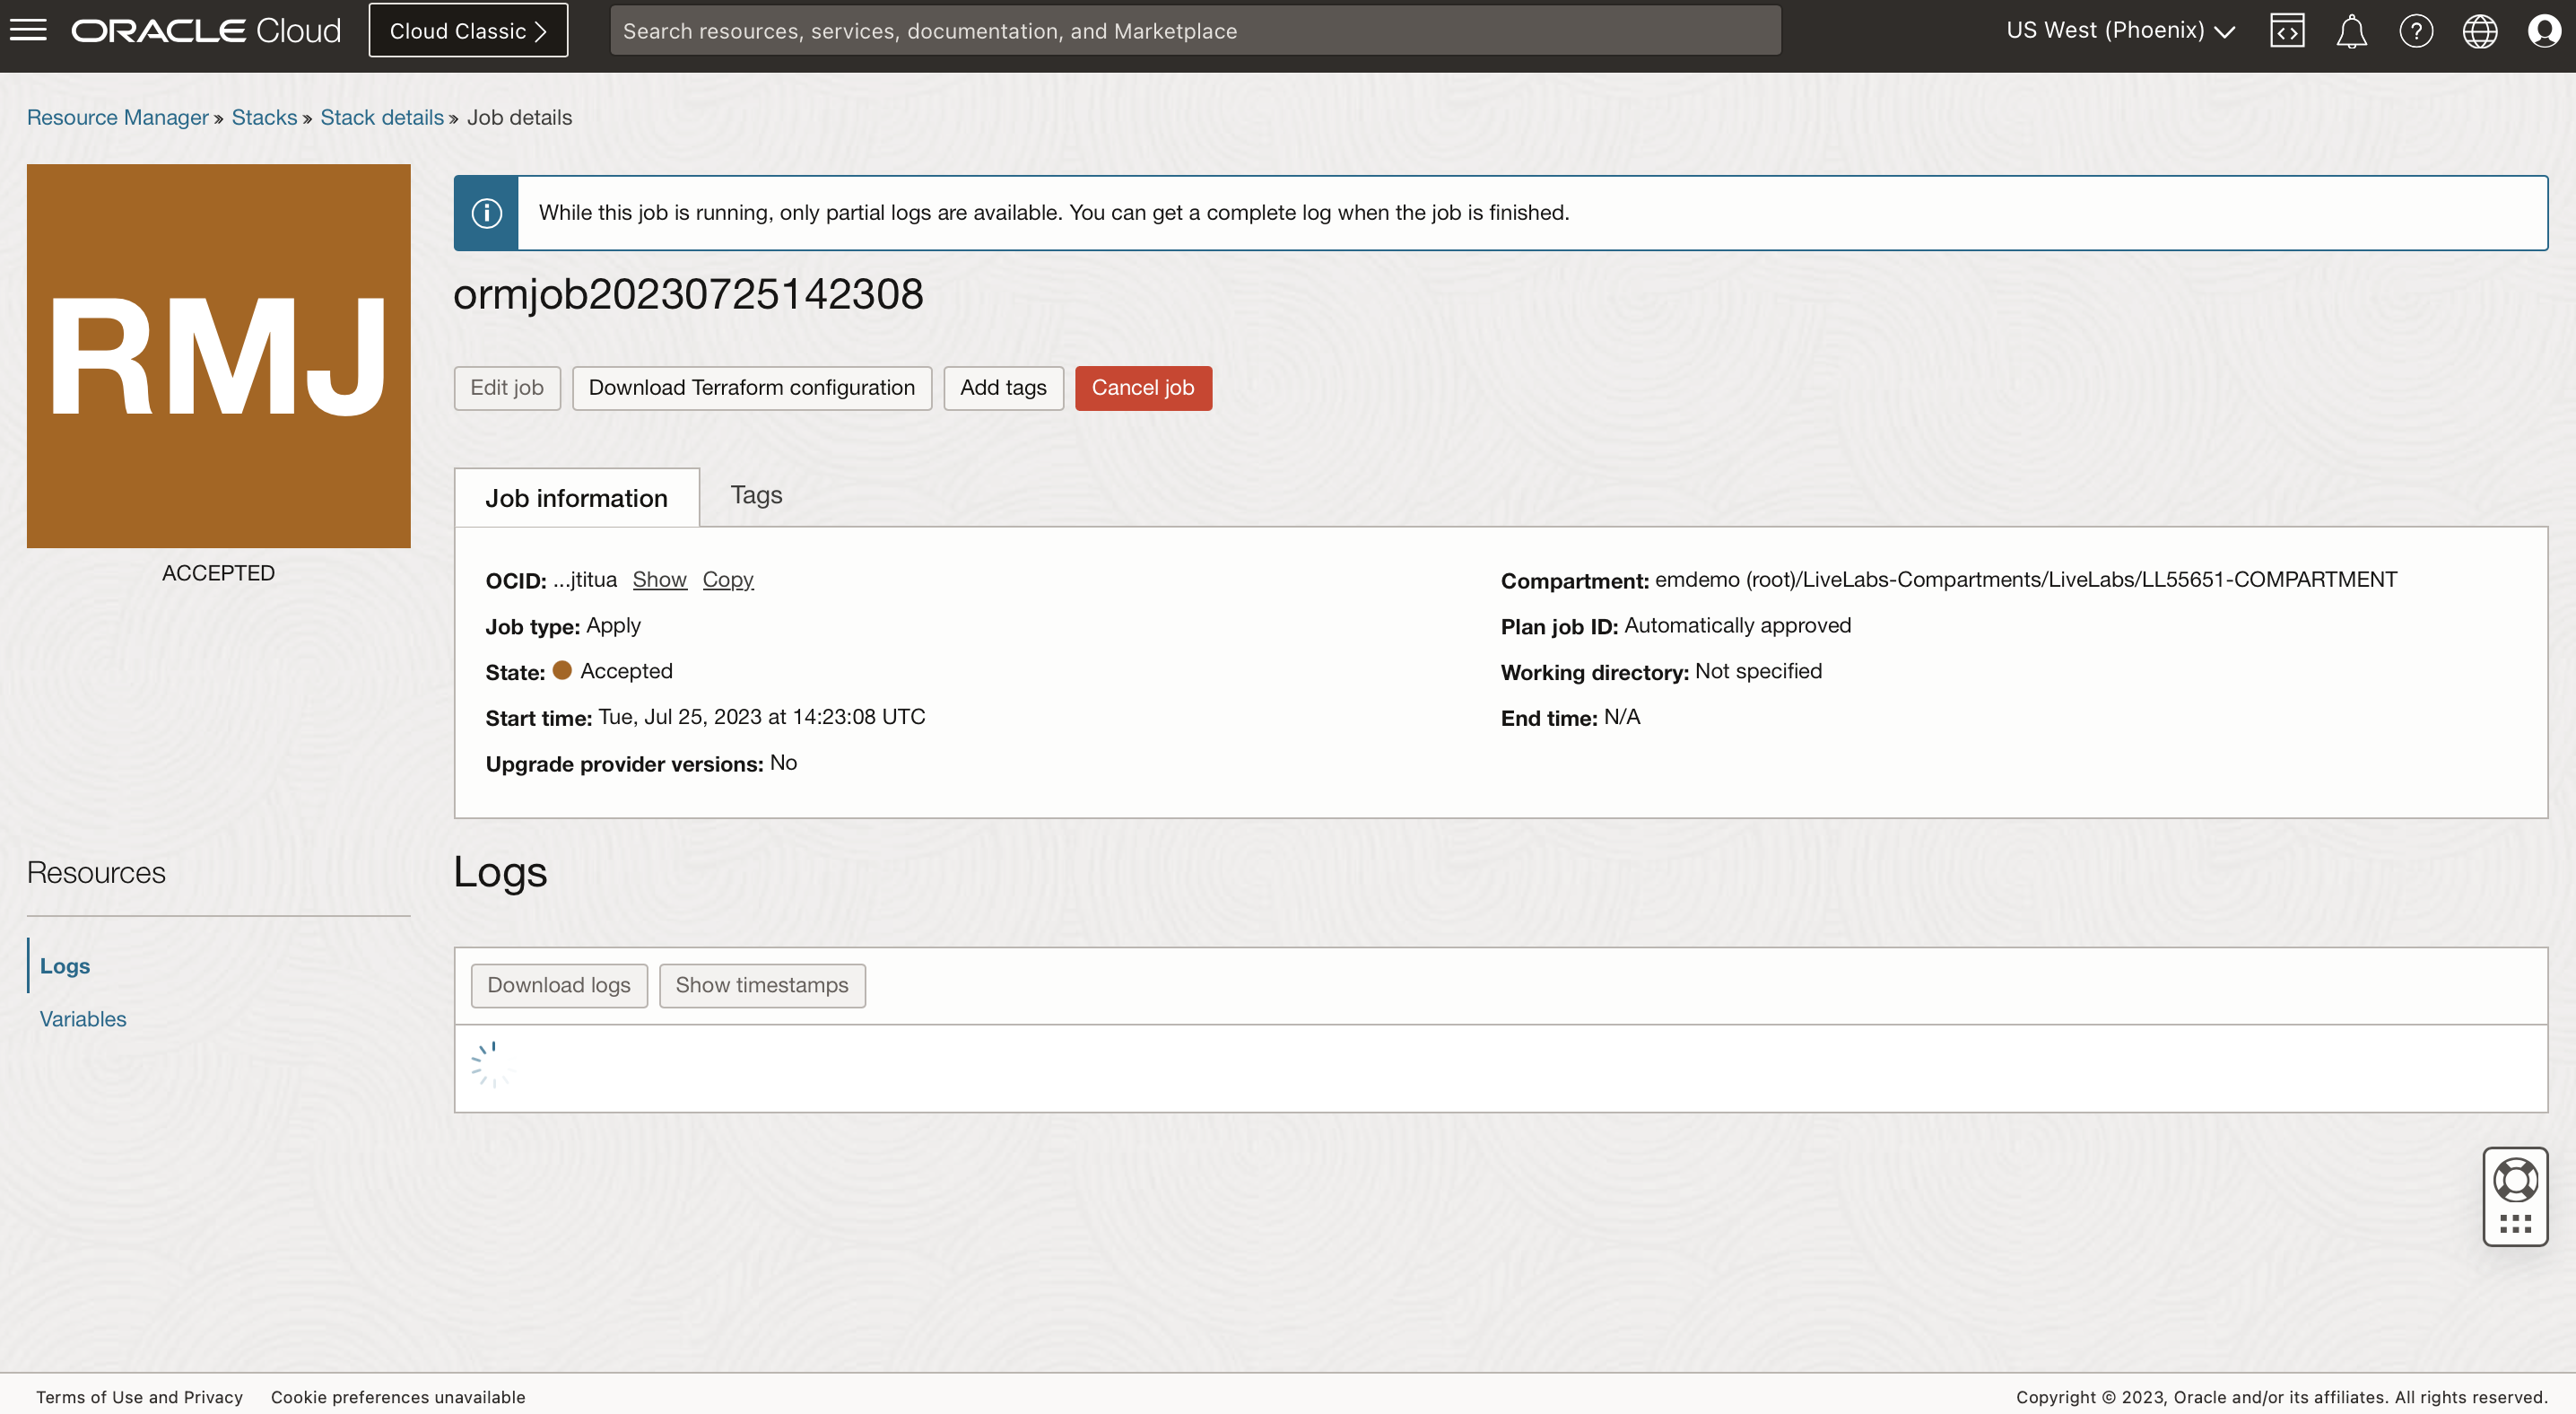 ORACLE Cloud
Cloud Classic
Search resources, services, documentation, and Marketplace
US West (Phoenix)
Resource Manager » Stacks » Stack details » Job details
RMJ
ACCEPTED
While this job is running, only partial logs are available. You can get a complete log when the job is finished.
ormjob20230725142308
Edit job
Download Terraform configuration
Add tags
Cancel job
Job information
Tags
OCID: ...jtitua Show Copy
Job type: Apply
State: Accepted
Start time: Tue, Jul 25, 2023 at 14:23:08 UTC
Upgrade provider versions: No
Compartment: emdemo (root)/LiveLabs-Compartments/LiveLabs/LL55651-COMPARTMENT
Plan job ID: Automatically approved
Working directory: Not specified
End time: N/A
Resources
Logs
Variables
Logs
Download logs
Show timestamps
Terms of Use and Privacy
Cookie preferences unavailable
Copyright © 2023, Oracle and/or its affiliates. All rights reserved.